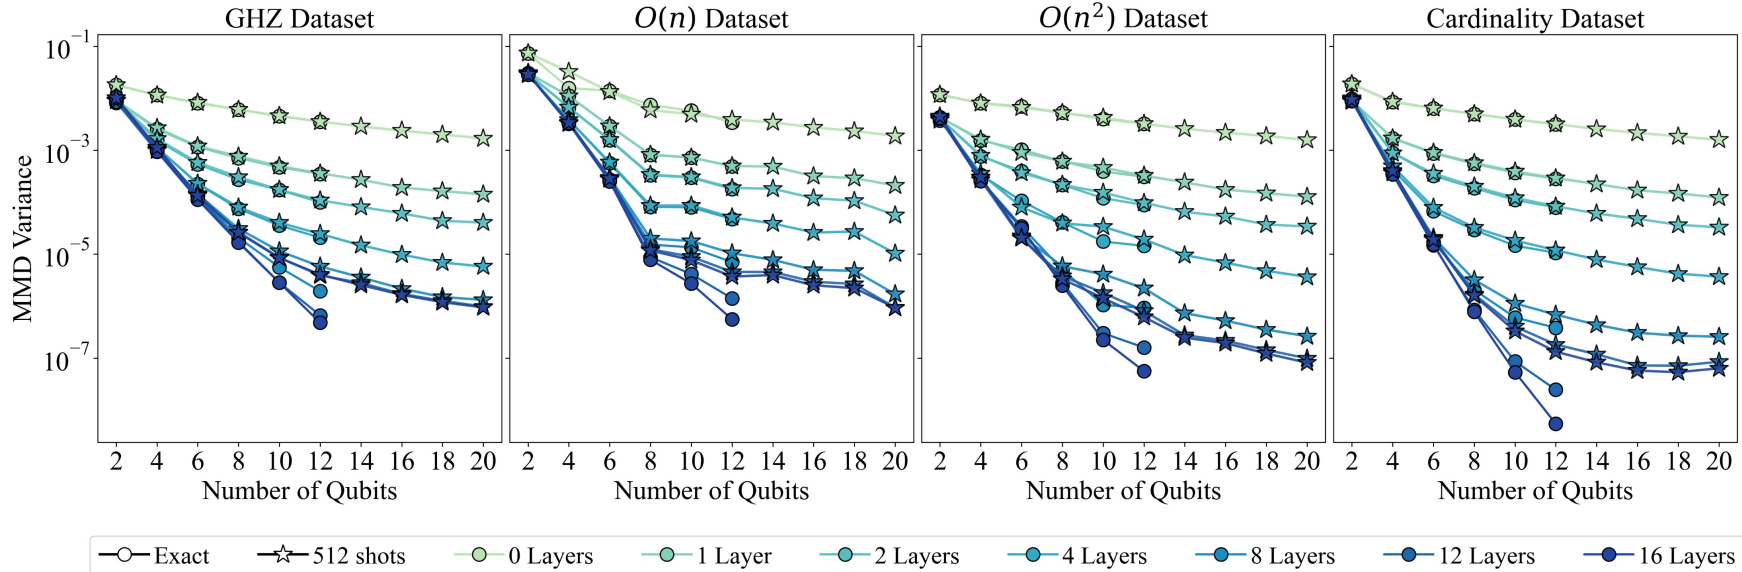 GHZ Dataset
O(n) Dataset
O(n²) Dataset
Cardinality Dataset
MMD Variance
10⁻¹
10⁻³
10⁻⁵
10⁻⁷
2 4 6 8 10 12 14 16 18 20
2 4 6 8 10 12 14 16 18 20
2 4 6 8 10 12 14 16 18 20
2 4 6 8 10 12 14 16 18 20
Number of Qubits
Number of Qubits
Number of Qubits
Number of Qubits
Exact 512 shots 0 Layers 1 Layer 2 Layers 4 Layers 8 Layers 12 Layers 16 Layers